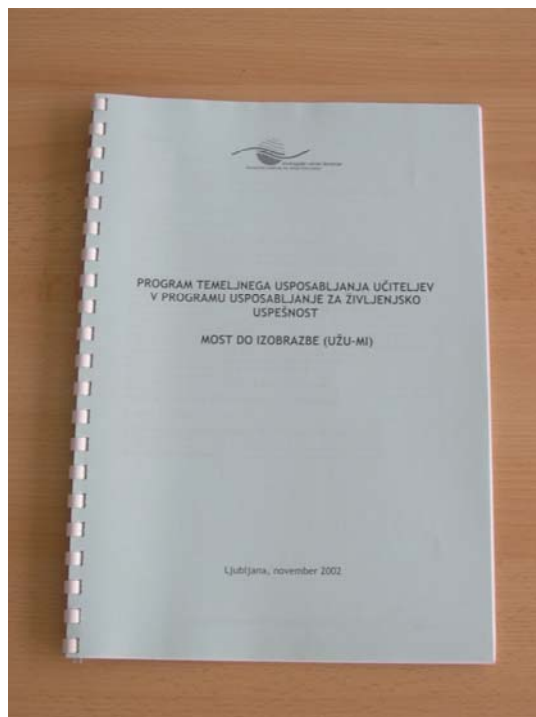 PROGRAM TEMELJNEGA USPOSABLJANJA UČITELJEV
V PROGRAMU USPOSABLJANJE ZA ŽIVLJENJSKO
USPEŠNOST
MOST DO IZOBRAZBE (UŽU-MI)
Ljubljana, november 2002